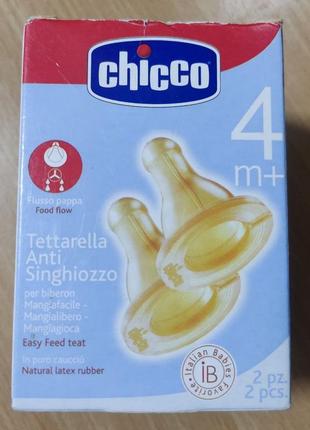 chicco
4
m+
Flusso pappa
Food flow
Tettarella
Anti
Singhiozzo
per biberon
Mangiafacile -
Mangialibero -
Mangiagioca
Easy Feed teat
In puro caucciù
Natural latex rubber
Italian Babies Favorite
iB
2 pz.
2 pcs.